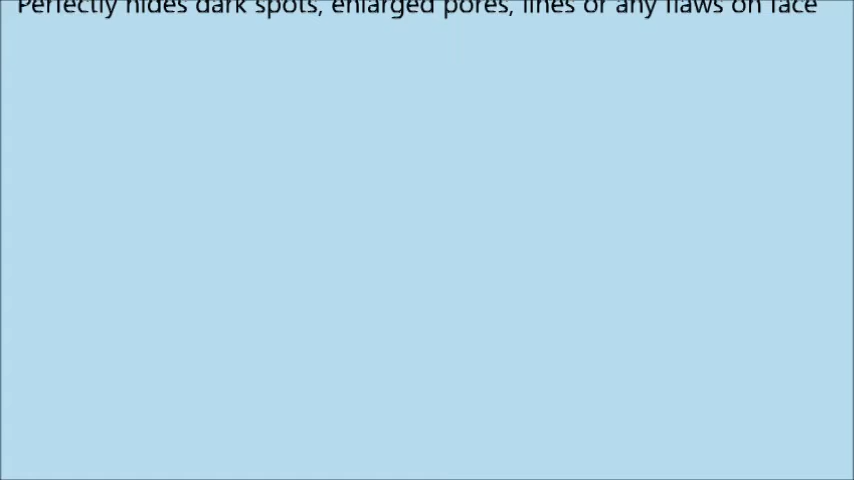 Perfectly hides dark spots, enlarged pores, lines or any flaws on face